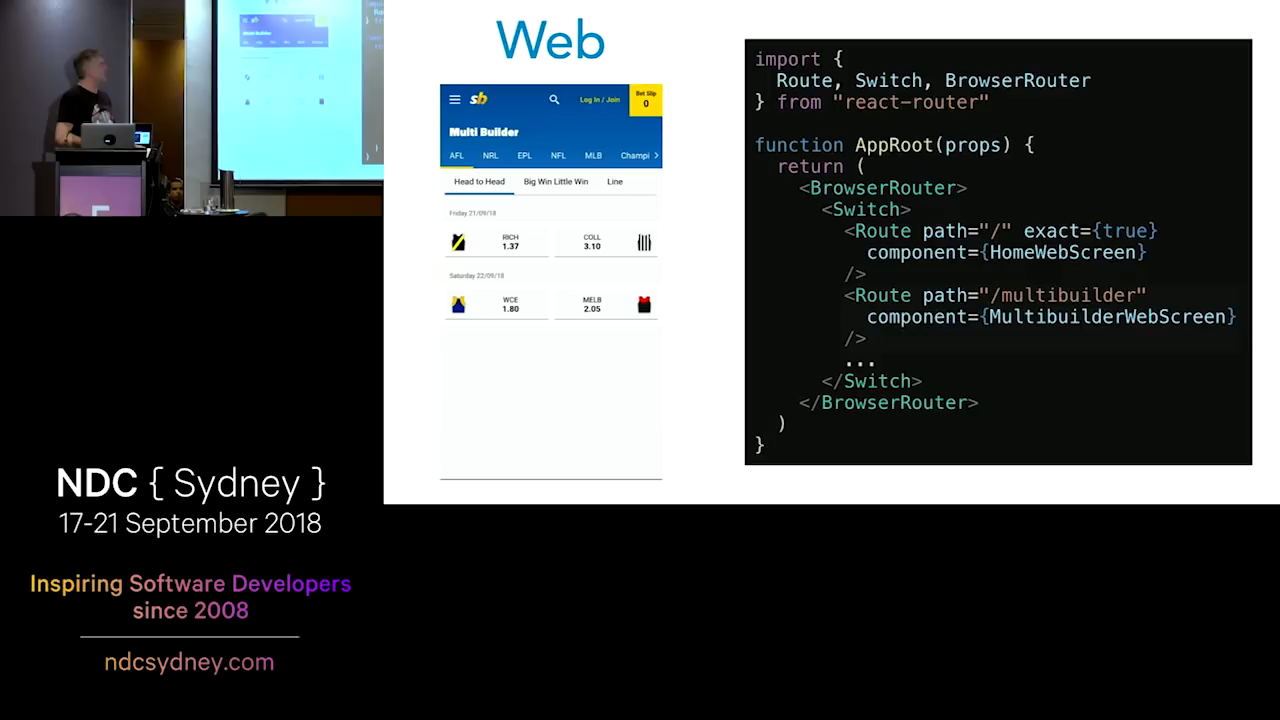 Web
sb
Log In / Join
Bet Slip
0
Multi Builder
AFL NRL EPL NFL MLB Champi
Head to Head Big Win Little Win Line
Friday 21/09/18
RICH
1.37
COLL
3.10
Saturday 22/09/18
WCE
1.80
MELB
2.05
import {
  Route, Switch, BrowserRouter
} from "react-router"
function AppRoot(props) {
  return (
    <BrowserRouter>
      <Switch>
        <Route path="/" exact={true}
          component={HomeWebScreen}
        />
        <Route path="/multibuilder"
          component={MultibuilderWebScreen}
        />
        ...
      </Switch>
    </BrowserRouter>
  )
}
NDC { Sydney }
17-21 September 2018
Inspiring Software Developers
since 2008
ndcsydney.com